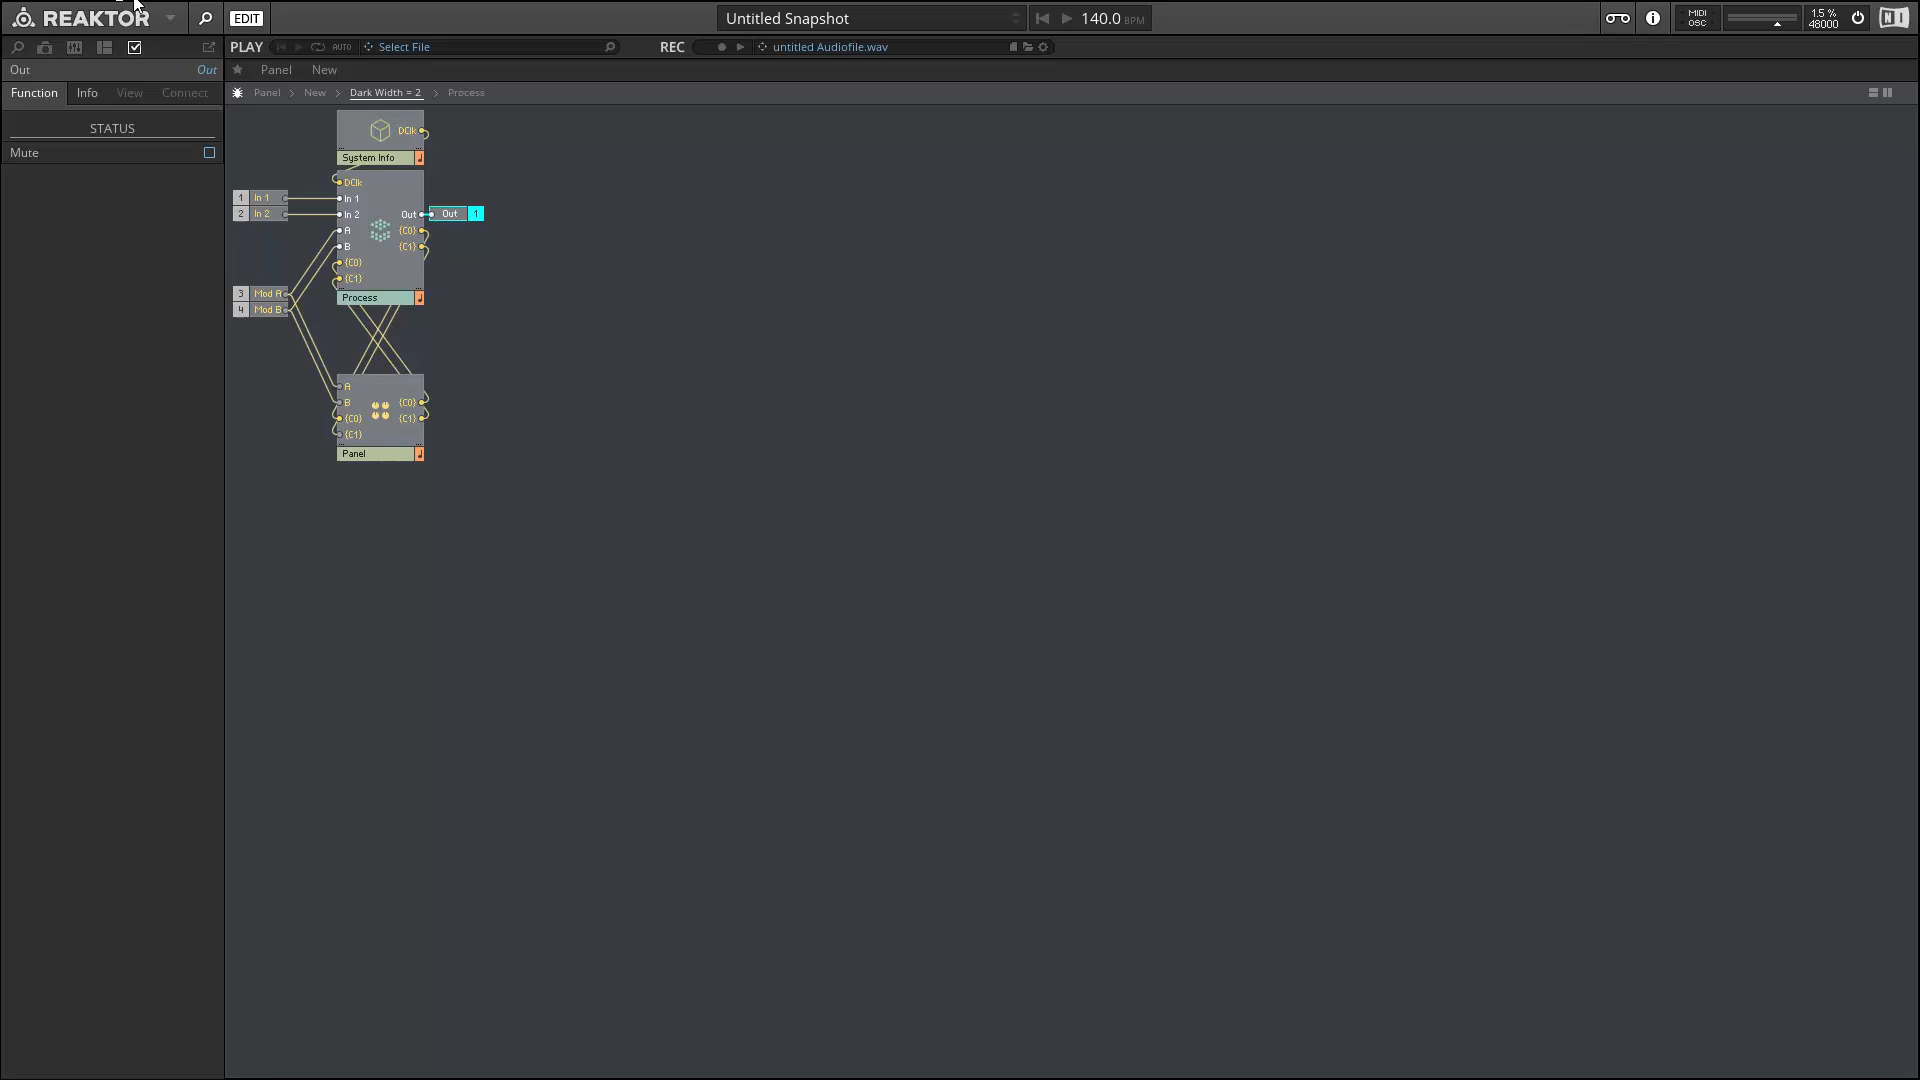 REAKTOR EDIT Untitled Snapshot 140.0 BPM MIDI OSC 1.5 % 48000 NI
PLAY AUTO Select File REC untitled Audiofile.wav
Out Out Panel New
Function Info View Connect Panel > New > Dark Width = 2 > Process
STATUS
Mute
DClk
System Info
DClk
1 In 1 In 1
2 In 2 In 2 Out Out 1
A {C0}
B {C1}
{C0}
{C1}
3 Mod A
Process
4 Mod B
A
B {C0}
{C0} {C1}
{C1}
Panel